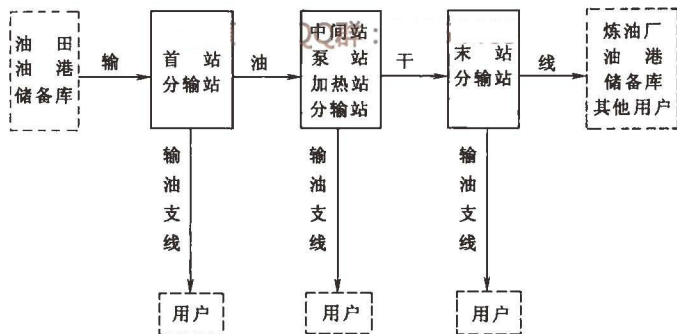 油田
油港
储备库
输
首站
分输站
油
QQ群：
中间站
泵站
加热站
分输站
干
末站
分输站
线
炼油厂
油港
储备库
其他用户
输油支线
输油支线
输油支线
用户
用户
用户